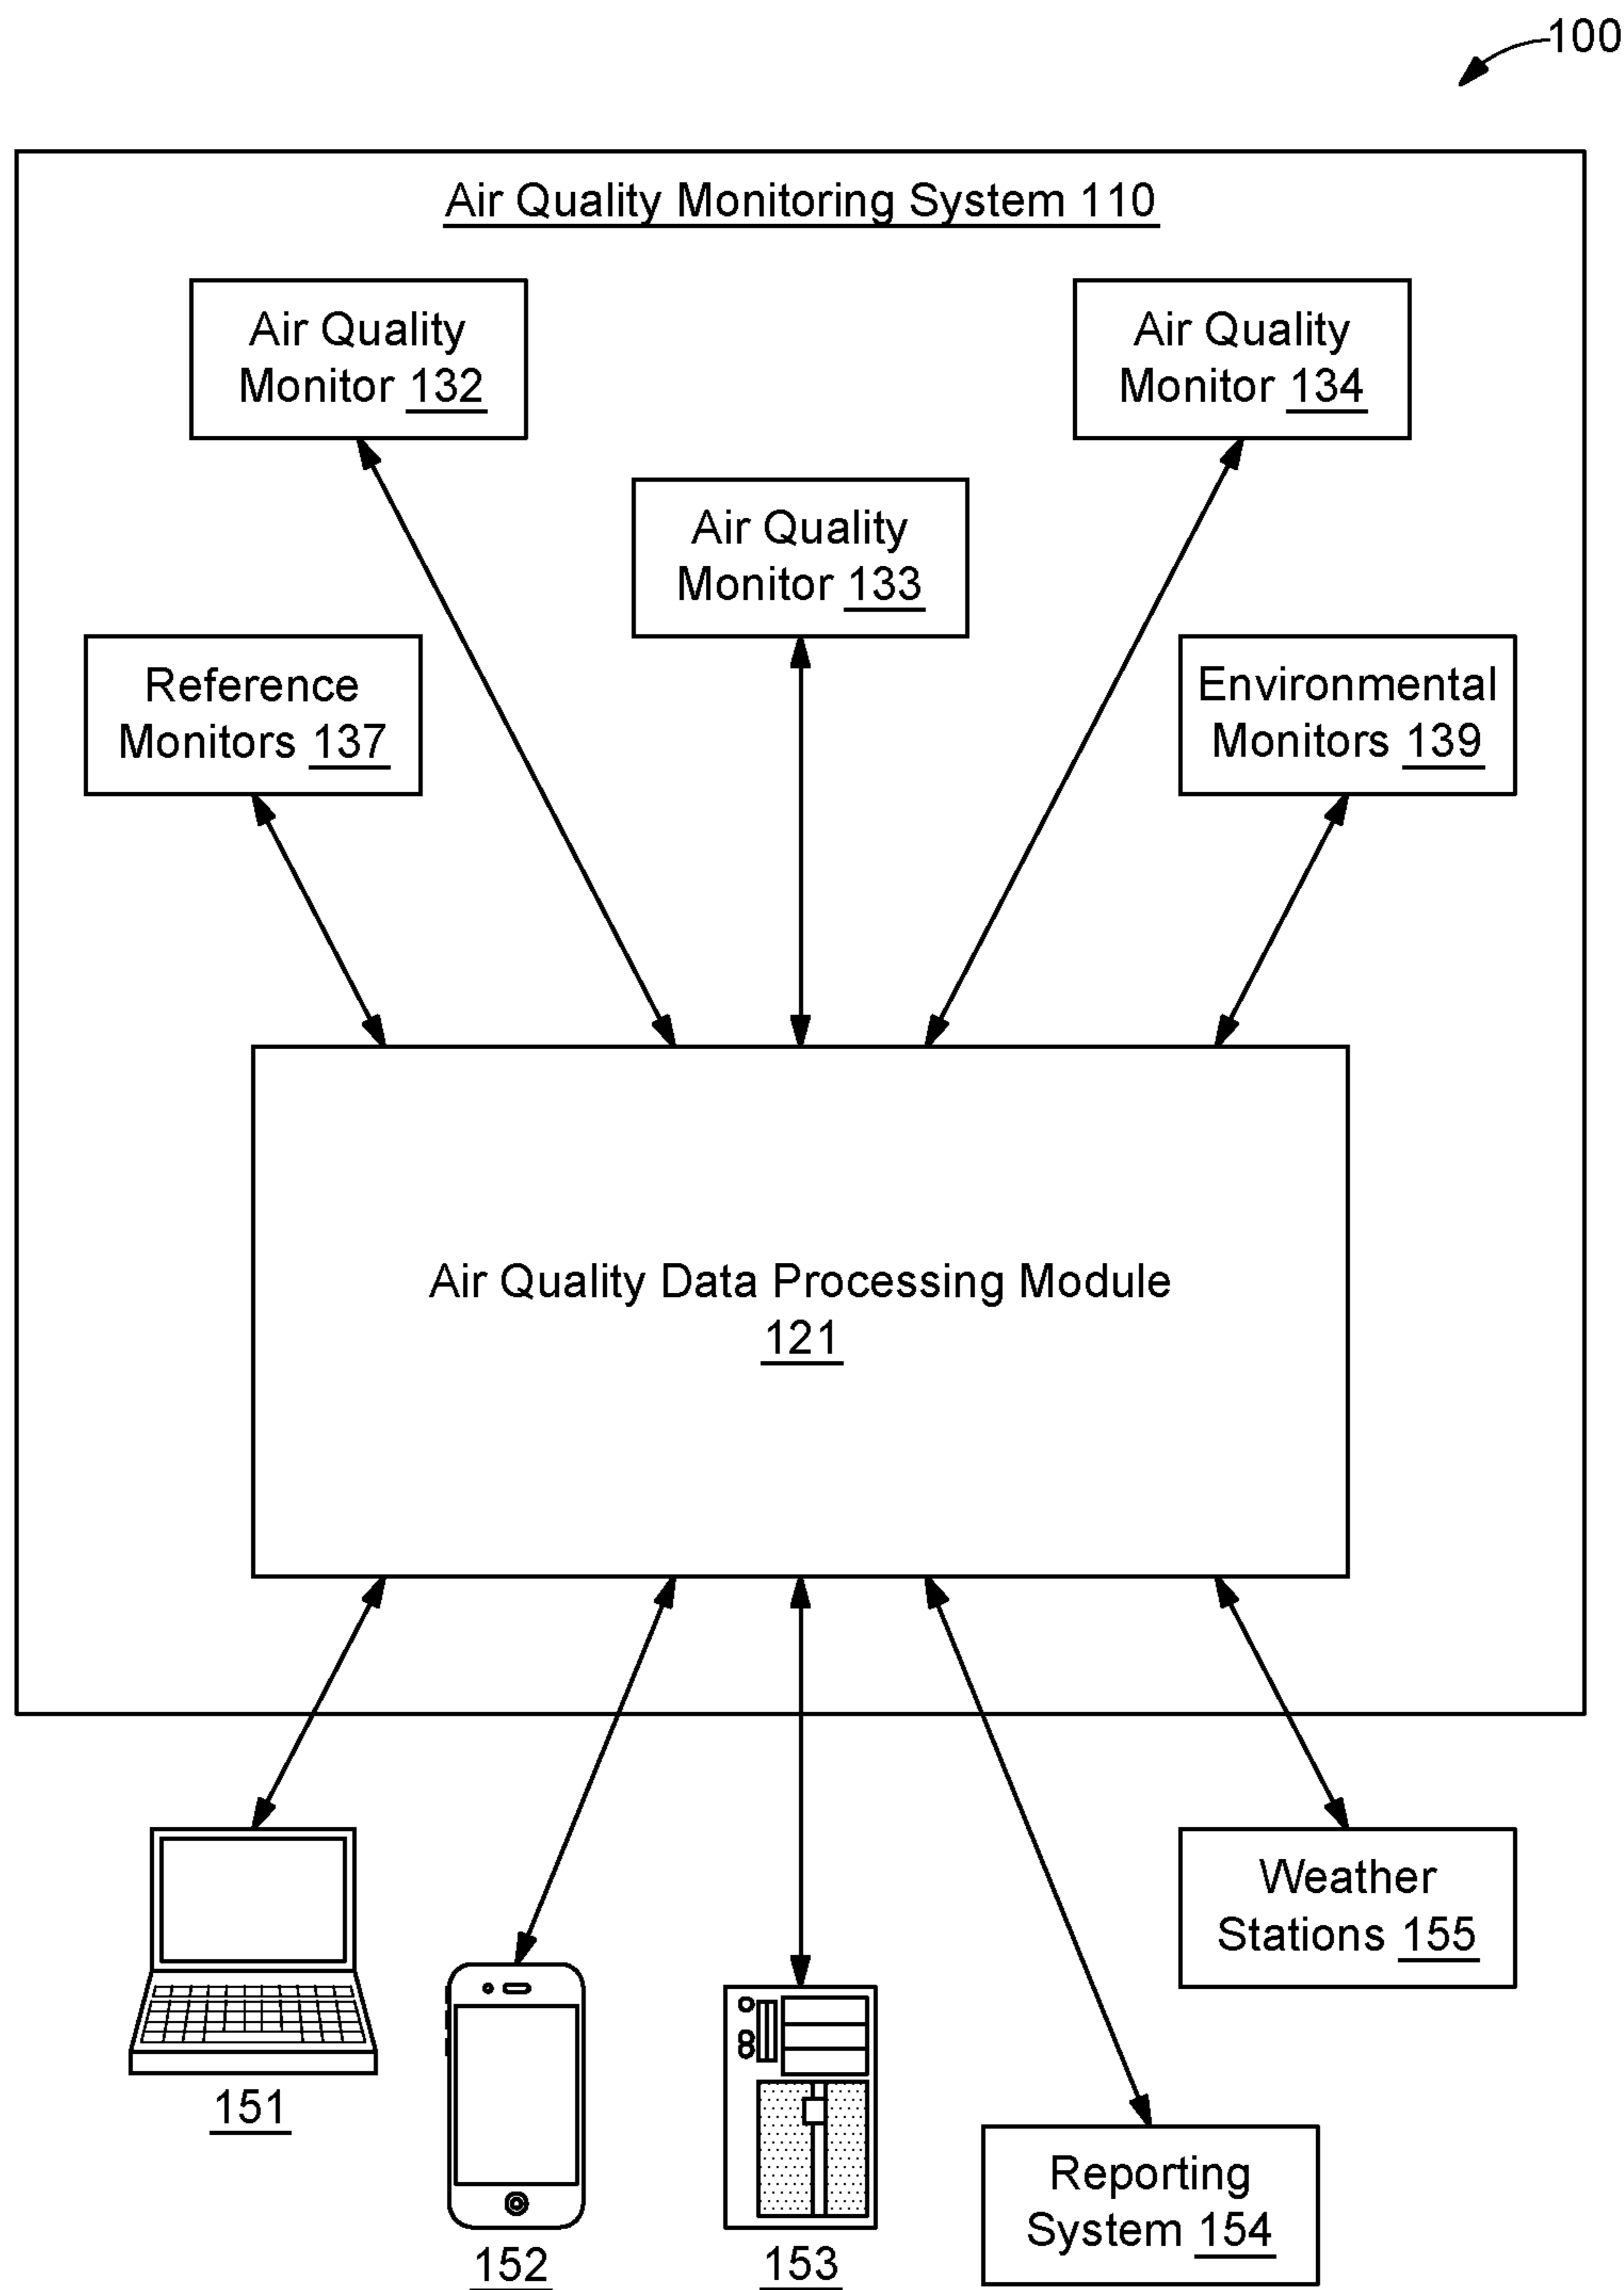 100
Air Quality Monitoring System 110
Air Quality
Monitor 132
Air Quality
Monitor 134
Air Quality
Monitor 133
Reference
Monitors 137
Environmental
Monitors 139
Air Quality Data Processing Module
121
Weather
Stations 155
151
Reporting
System 154
152
153